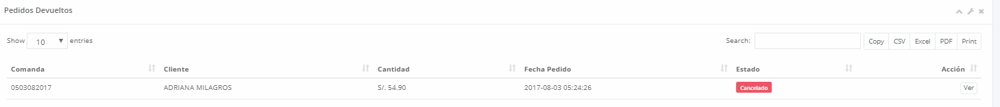 Pedidos Devueltos
Show 10 entries
Search: Copy CSV Excel PDF Print
Comanda Cliente Cantidad Fecha Pedido Estado Acción
0503082017 ADRIANA MILAGROS S/. 54.90 2017-08-03 05:24:26 Cancelado Ver